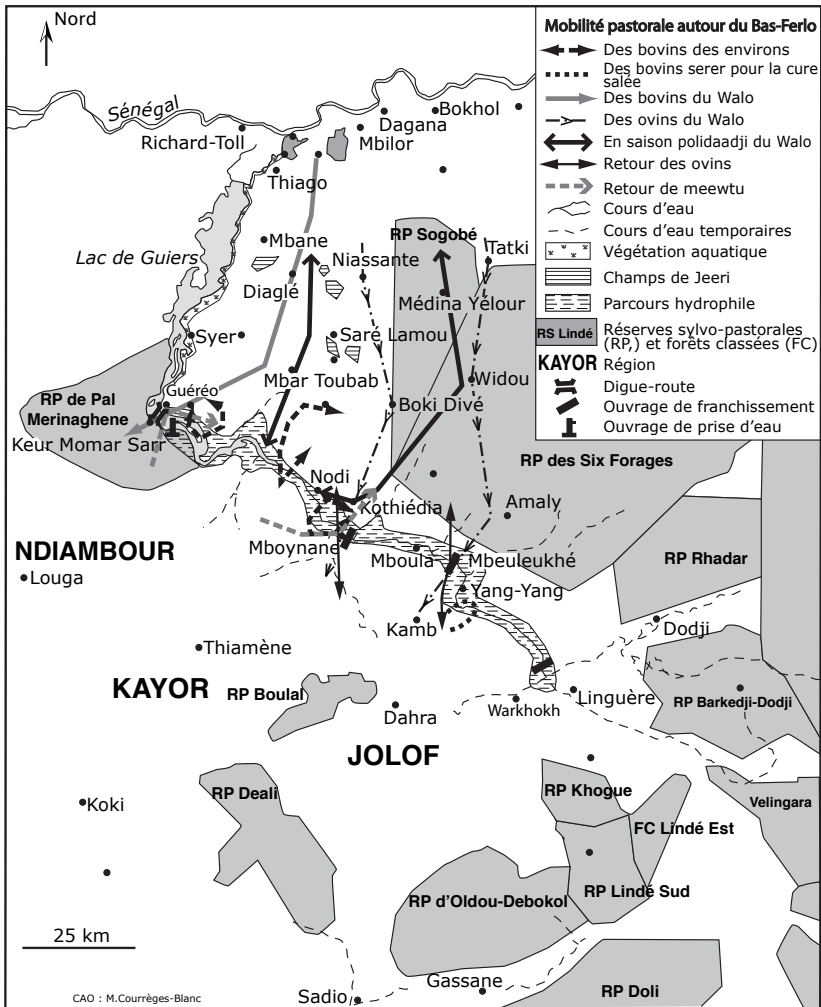 Nord
Mobilité pastorale autour du Bas-Ferlo
Des bovins des environs
Des bovins serer pour la cure
salée
Des bovins du Walo
Des ovins du Walo
En saison polidaadji du Walo
Retour des ovins
Retour de meewtu
Cours d'eau
Cours d'eau temporaires
Végétation aquatique
Champs de Jeeri
Parcours hydrophile
RS Lindé
Réserves sylvo-pastorales
(RP,) et forêts classées (FC)
KAYOR Région
Digue-route
Ouvrage de franchissement
Ouvrage de prise d'eau
Sénégal
Bokhol
Dagana
Richard-Toll
Mbilor
Thiago
Lac de Guiers
Mbane
Niassante
RP Sogobé
Tatki
Diaglé
Médina Yélour
Syer
Saré Lamou
RP de Pal
Merinaghene
Guéréo
Mbar Toubab
Widou
Boki Divé
Keur Momar Sarr
RP des Six Forages
Nodi
Kothiédia
Amaly
NDIAMBOUR
Mboynane
Mboula
Mbeuleukhé
RP Rhadar
Louga
Yang-Yang
Kamb
Dodji
Thiamène
KAYOR
RP Boulal
Dahra
Warkhokh
Linguère
RP Barkedji-Dodji
JOLOF
Koki
RP Deali
RP Khogue
Velingara
FC Lindé Est
RP d'Oldou-Debokol
RP Lindé Sud
25 km
Gassane
RP Doli
Sadio
CAO : M.Courrèges-Blanc